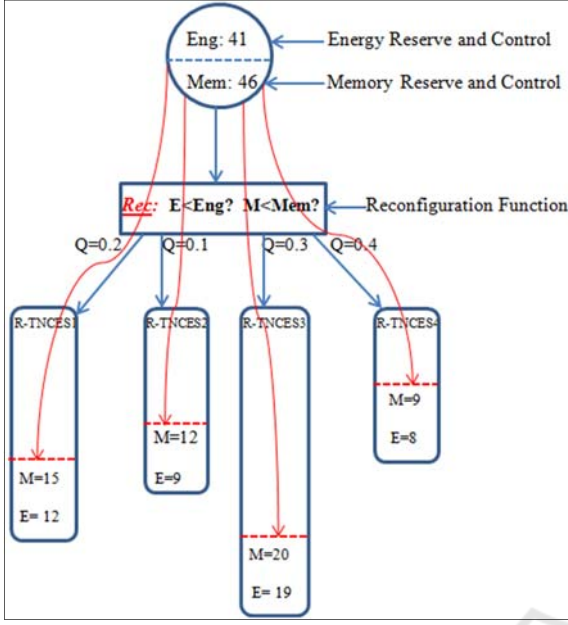 Eng: 41
Energy Reserve and Control
Mem: 46
Memory Reserve and Control
Rec: E<Eng? M<Mem?
Reconfiguration Function
Q=0.2
Q=0.1
Q=0.3
Q=0.4
R-TNCES1
R-TNCES2
R-TNCES3
R-TNCES4
M=9
E=8
M=12
E=9
M=15
E= 12
M=20
E= 19